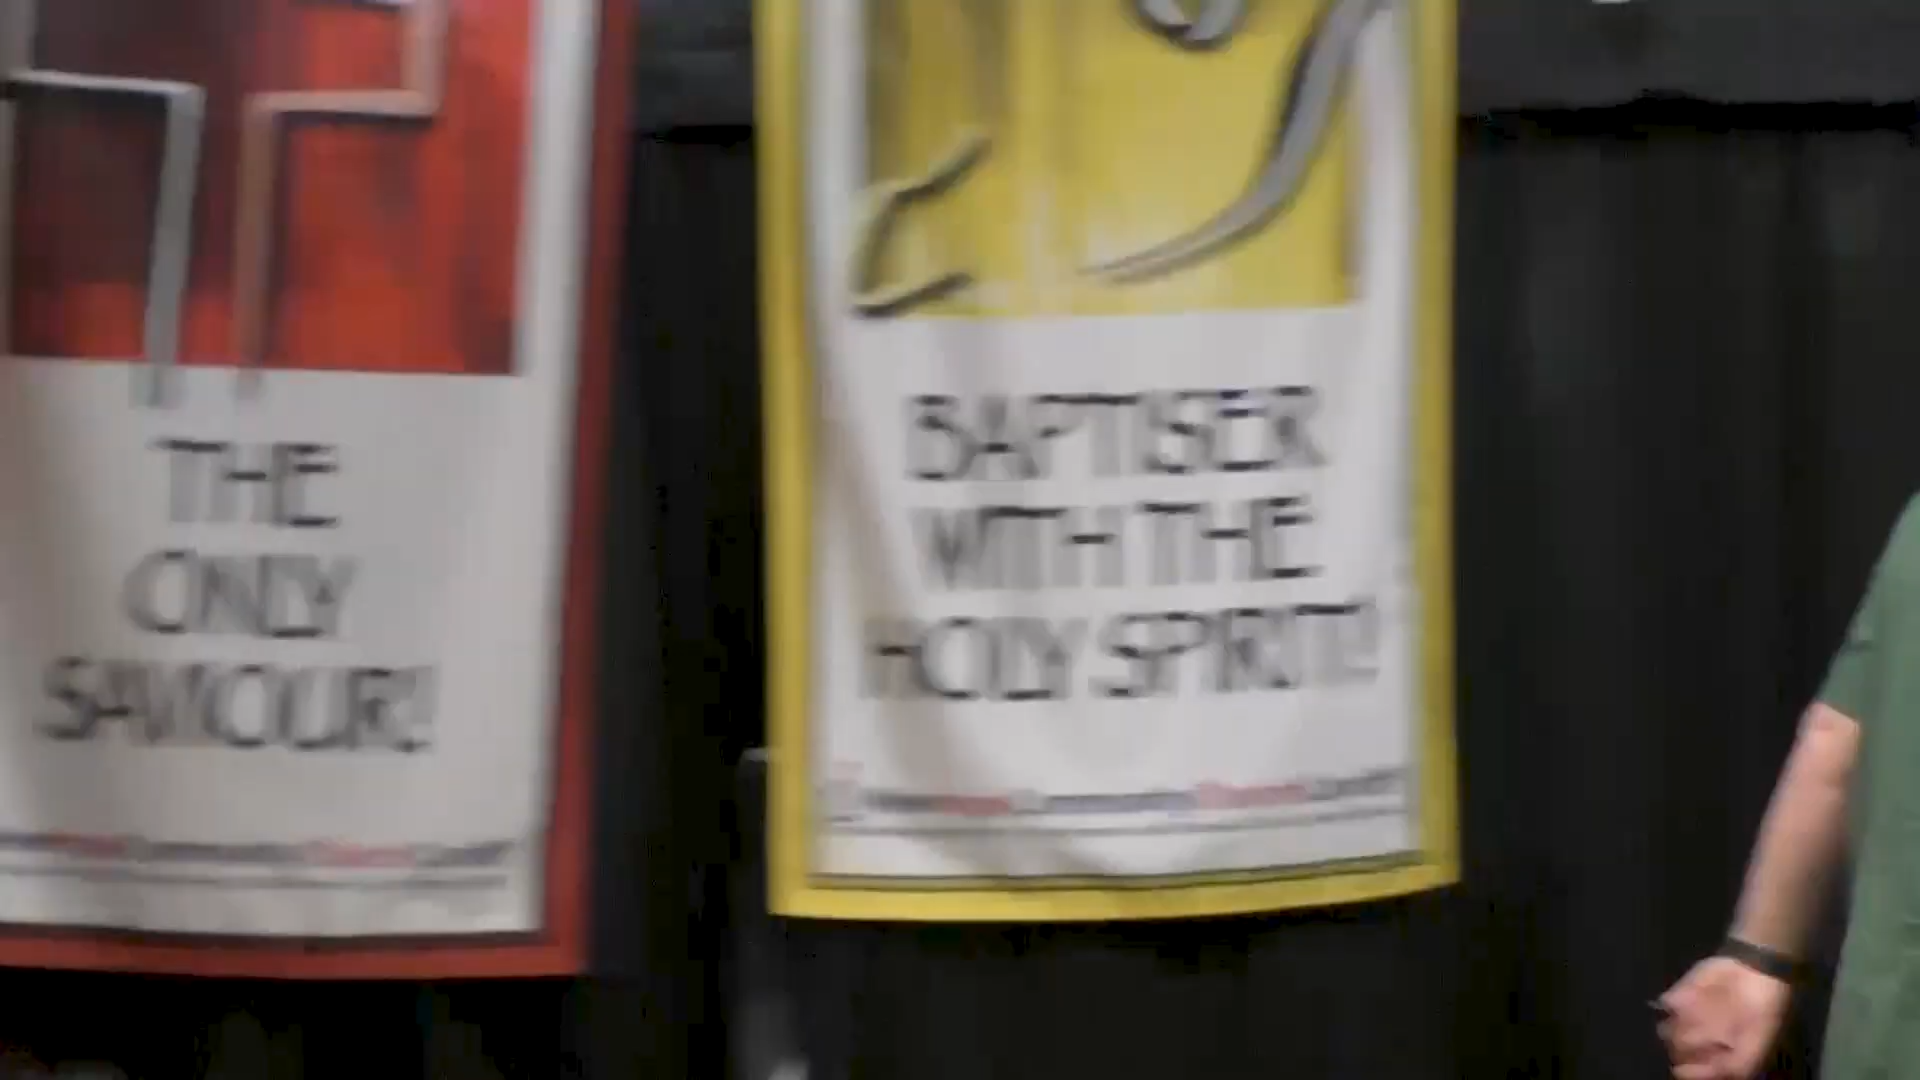 THE
ONLY
SAVIOUR!
BAPTISER
WITH THE
HOLY SPIRIT!